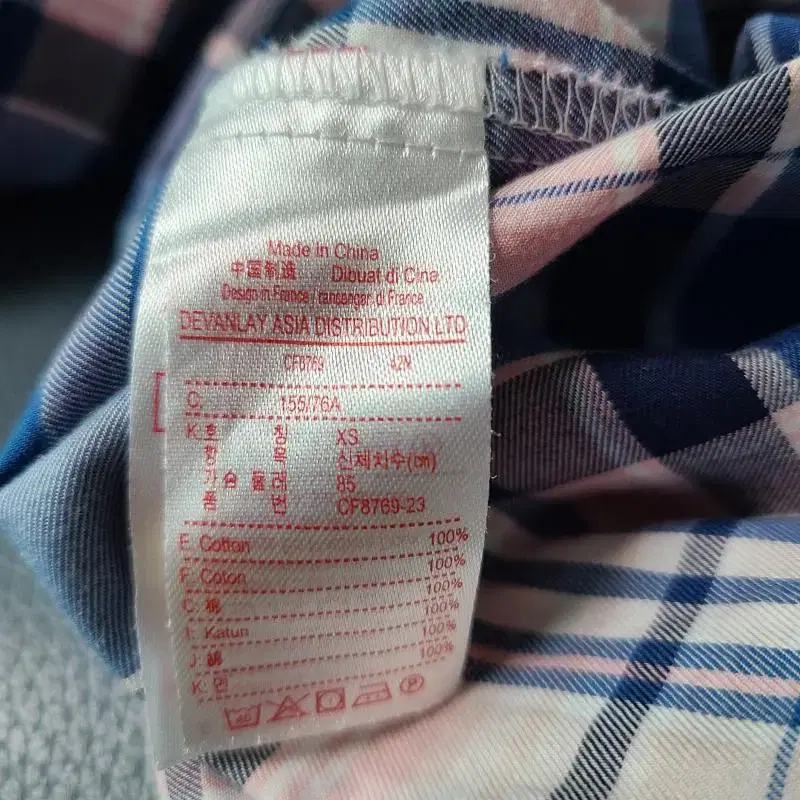 Made in China
中国制造 Dibuat di Cina
Design in France / rancangan di France
DEVANLAY ASIA DISTRIBUTION LTD
CF8769 42N
C: 155/76A
K: 호 칭 XS
신체치수(㎝)
가 슴 둘 레 85
품 번 CF8769-23
E: Cotton 100%
F: Coton 100%
C: 棉 100%
I: Katun 100%
J: 綿 100%
K: 면 100%